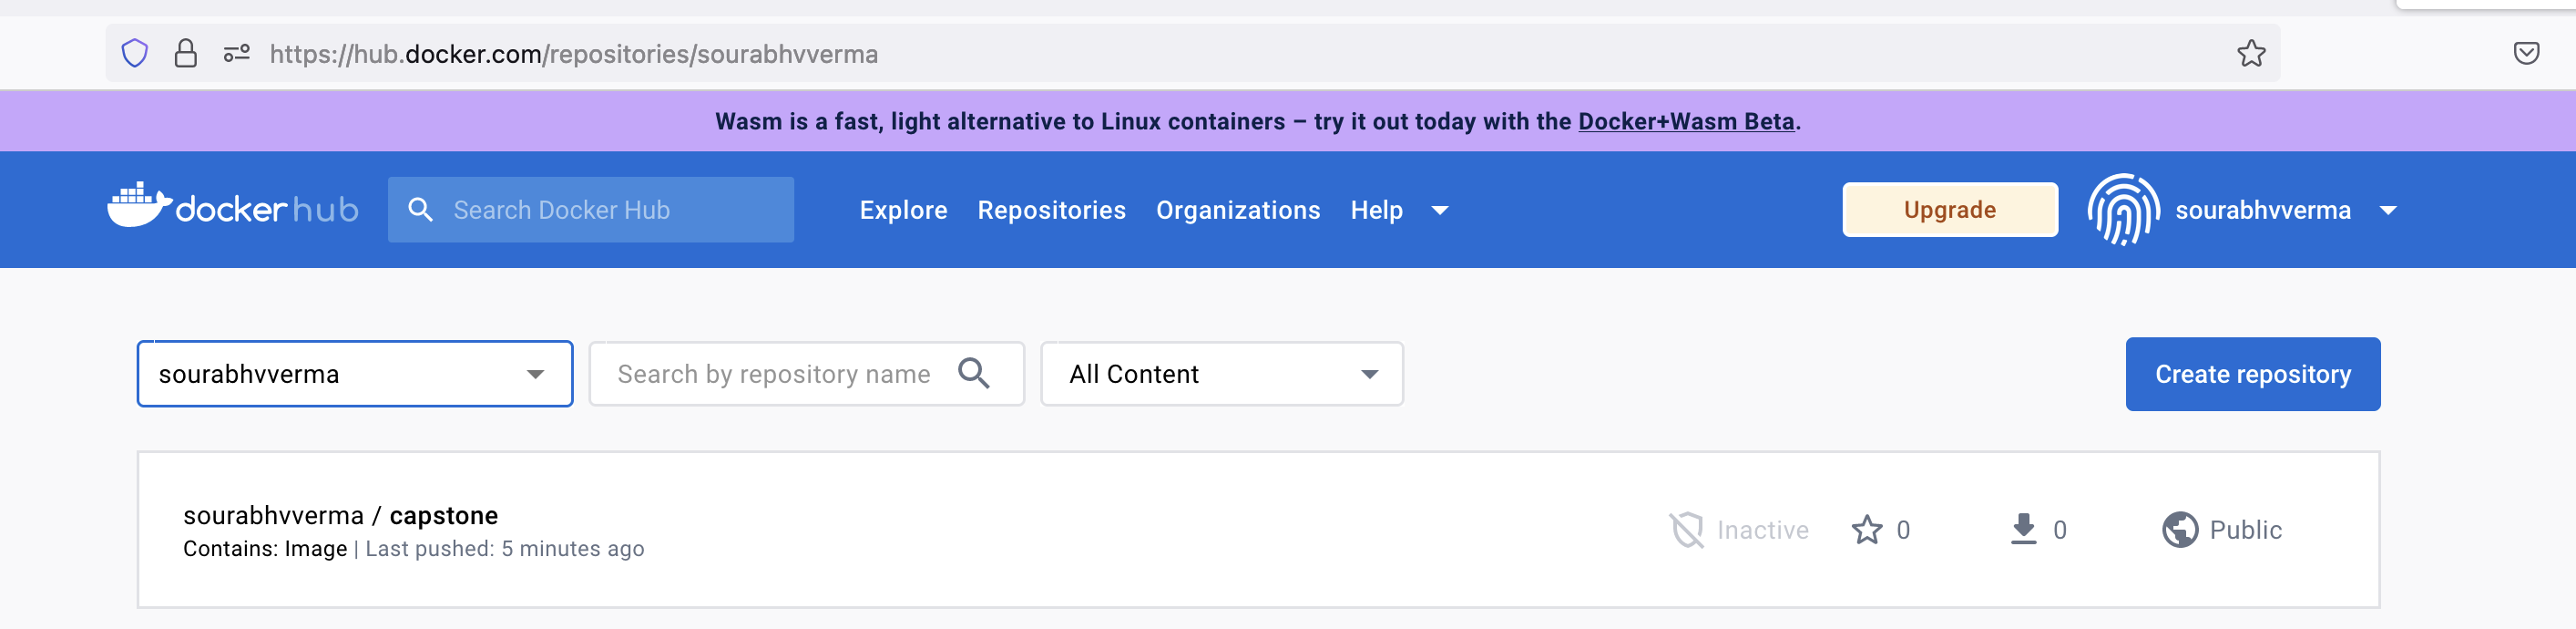 https://hub.docker.com/repositories/sourabhvverma
Wasm is a fast, light alternative to Linux containers – try it out today with the Docker+Wasm Beta.
dockerhub Search Docker Hub Explore Repositories Organizations Help Upgrade sourabhvverma
sourabhvverma Search by repository name All Content Create repository
sourabhvverma / capstone
Contains: Image | Last pushed: 5 minutes ago
Inactive 0 0 Public